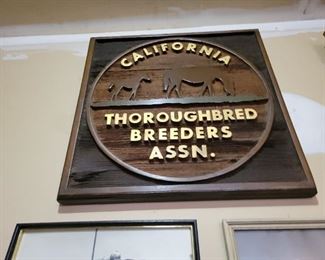 CALIFORNIA
THOROUGHBRED
BREEDERS
ASSN.